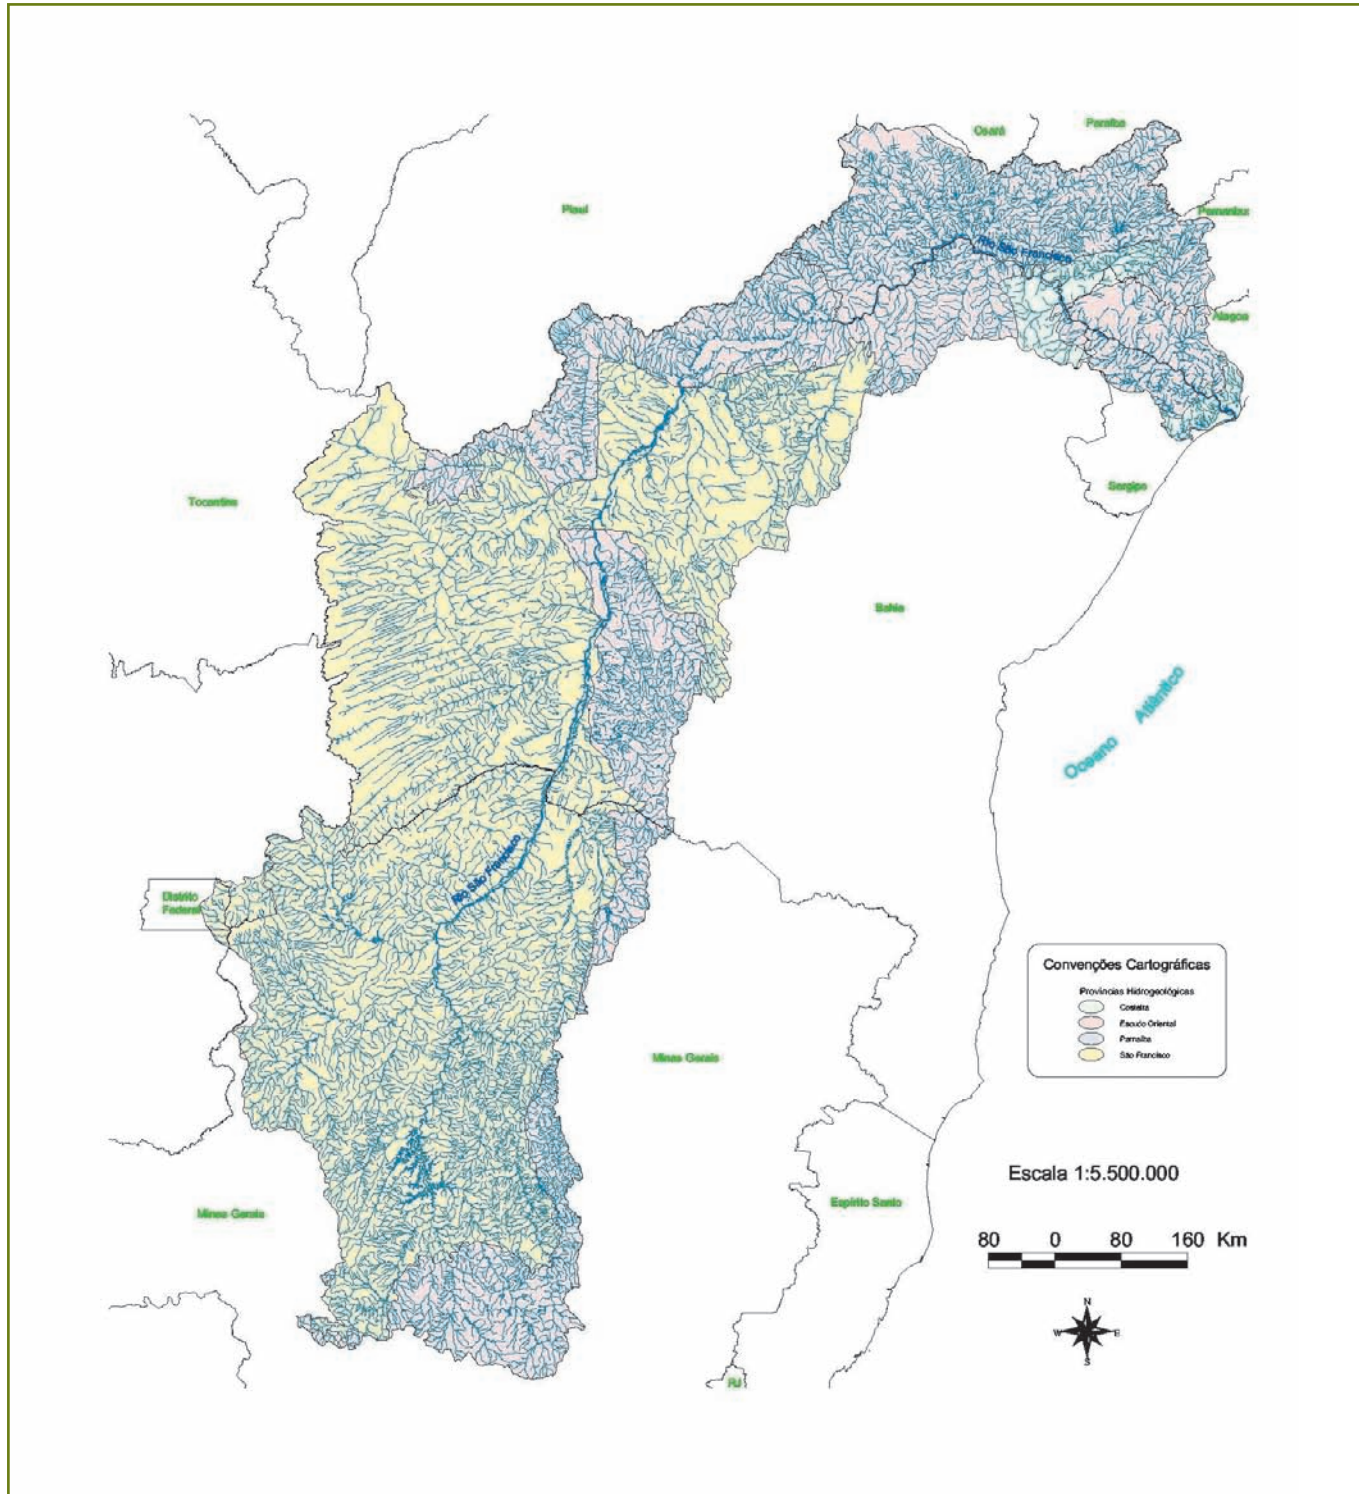 Ceará
Paraíba
Piauí
Pernambuc
Rio São Francisco
Alagoa
Tocantins
Sergipe
Bahia
Oceano Atlântico
Rio São Francisco
Distrito
Federal
Convenções Cartográficas
Províncias Hidrogeológicas
Costeira
Escudo Oriental
Parnaíba
São Francisco
Minas Gerais
Escala 1:5.500.000
Minas Gerais
Espírito Santo
80 0 80 160 Km
N
W E
S
RJ